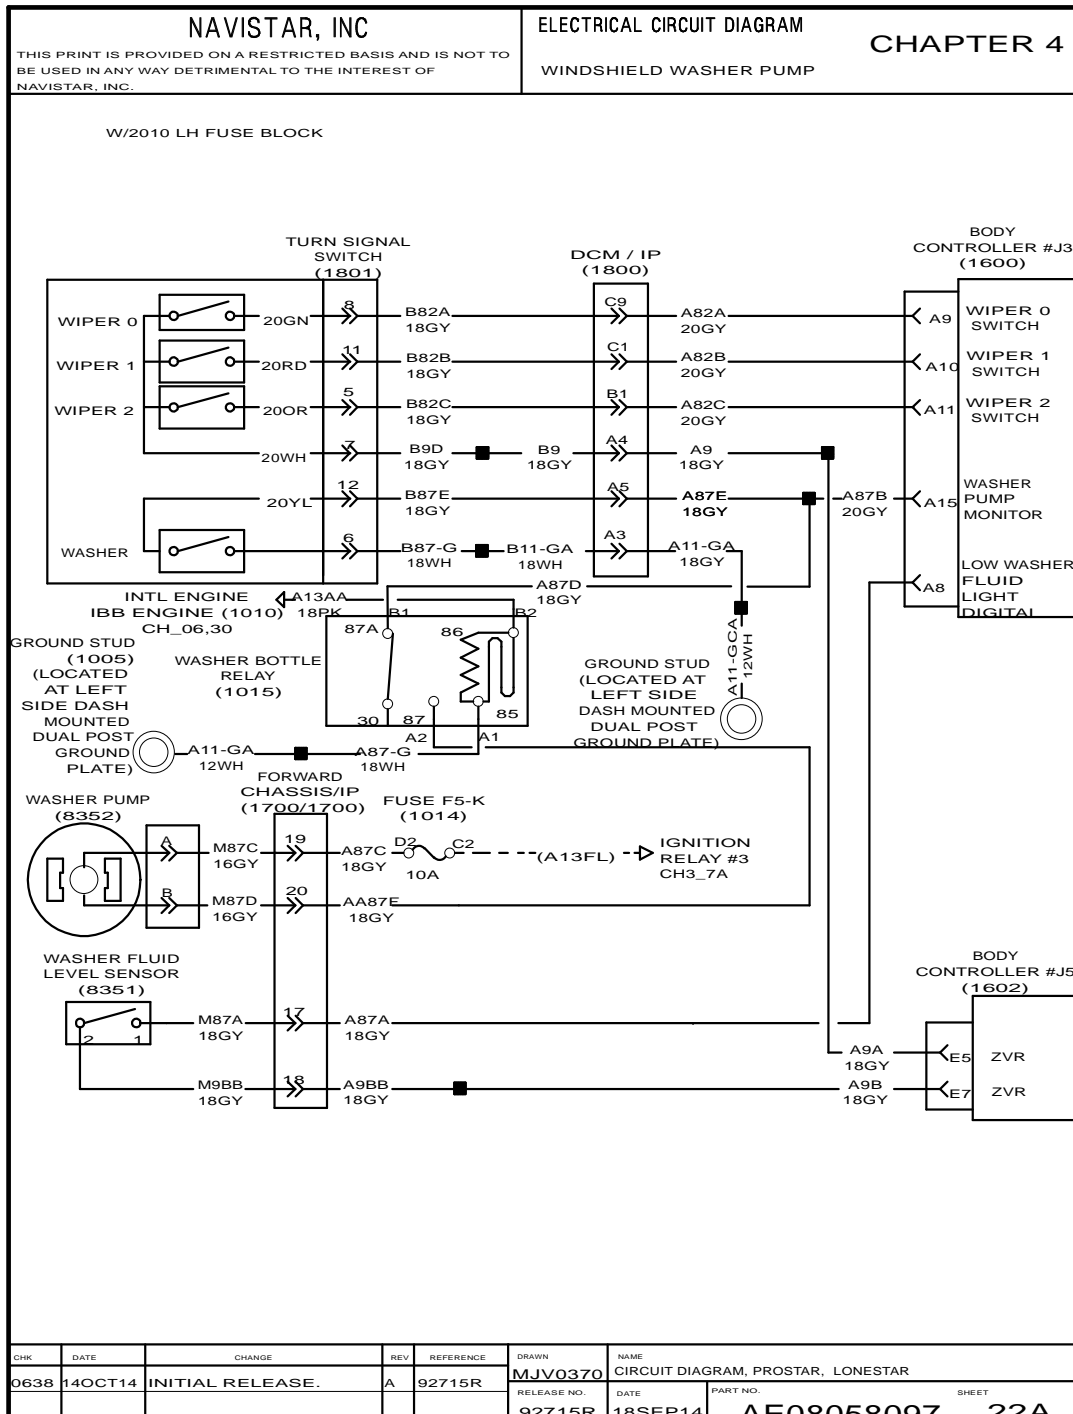 NAVISTAR, INC
THIS PRINT IS PROVIDED ON A RESTRICTED BASIS AND IS NOT TO
BE USED IN ANY WAY DETRIMENTAL TO THE INTEREST OF
NAVISTAR, INC.
ELECTRICAL CIRCUIT DIAGRAM
WINDSHIELD WASHER PUMP
CHAPTER 4
W/2010 LH FUSE BLOCK
TURN SIGNAL
SWITCH
(1801)
DCM / IP
(1800)
BODY
CONTROLLER #J3
(1600)
WIPER 0
20GN
8
B82A
18GY
C9
A82A
20GY
A9
WIPER 0
SWITCH
WIPER 1
20RD
11
B82B
18GY
C1
A82B
20GY
A10
WIPER 1
SWITCH
WIPER 2
20OR
5
B82C
18GY
B1
A82C
20GY
A11
WIPER 2
SWITCH
20WH
7
B9D
18GY
B9
18GY
A4
A9
18GY
20YL
12
B87E
18GY
A5
A87E
18GY
A87B
20GY
A15
WASHER
PUMP
MONITOR
WASHER
6
B87-G
18WH
B11-GA
18WH
A3
A11-GA
18GY
A87D
18GY
A8
LOW WASHER
FLUID
LIGHT
DIGITAL
INTL ENGINE
IBB ENGINE (1010)
CH_06,30
A13AA
18PK
B1
B2
87A
86
30
87
85
A2
A1
WASHER BOTTLE
RELAY
(1015)
GROUND STUD
(1005)
(LOCATED
AT LEFT
SIDE DASH
MOUNTED
DUAL POST
GROUND
PLATE)
A11-GA
12WH
A87-G
18WH
GROUND STUD
(LOCATED AT
LEFT SIDE
DASH MOUNTED
DUAL POST
GROUND PLATE)
A11-GCA
12WH
FORWARD
CHASSIS/IP
(1700/1700)
FUSE F5-K
(1014)
WASHER PUMP
(8352)
A
M87C
16GY
19
A87C
18GY
D2
C2
10A
(A13FL)
IGNITION
RELAY #3
CH3_7A
B
M87D
16GY
20
AA87E
18GY
WASHER FLUID
LEVEL SENSOR
(8351)
2
1
M87A
18GY
17
A87A
18GY
M9BB
18GY
18
A9BB
18GY
BODY
CONTROLLER #J5
(1602)
A9A
18GY
E5
ZVR
A9B
18GY
E7
ZVR
CHK
DATE
CHANGE
REV
REFERENCE
0638
14OCT14
INITIAL RELEASE.
A
92715R
DRAWN
MJV0370
NAME
CIRCUIT DIAGRAM, PROSTAR, LONESTAR
RELEASE NO.
92715R
DATE
18SEP14
PART NO.
AE08058097
SHEET
22A